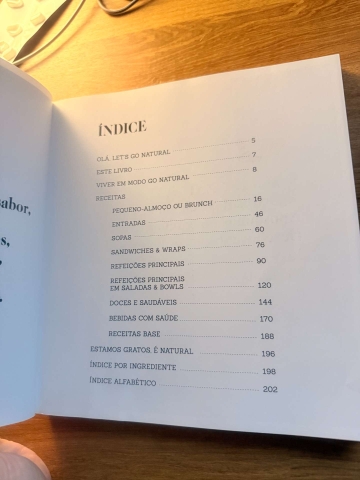 abor,
s,
ÍNDICE
OLÁ, LET'S GO NATURAL 5
ESTE LIVRO 7
VIVER EM MODO GO NATURAL 8
RECEITAS
PEQUENO-ALMOÇO OU BRUNCH 16
ENTRADAS 46
SOPAS 60
SANDWICHES & WRAPS 76
REFEIÇÕES PRINCIPAIS 90
REFEIÇÕES PRINCIPAIS
EM SALADAS & BOWLS 120
DOCES E SAUDÁVEIS 144
BEBIDAS COM SAÚDE 170
RECEITAS BASE 188
ESTAMOS GRATOS, É NATURAL 196
ÍNDICE POR INGREDIENTE 198
ÍNDICE ALFABÉTICO 202